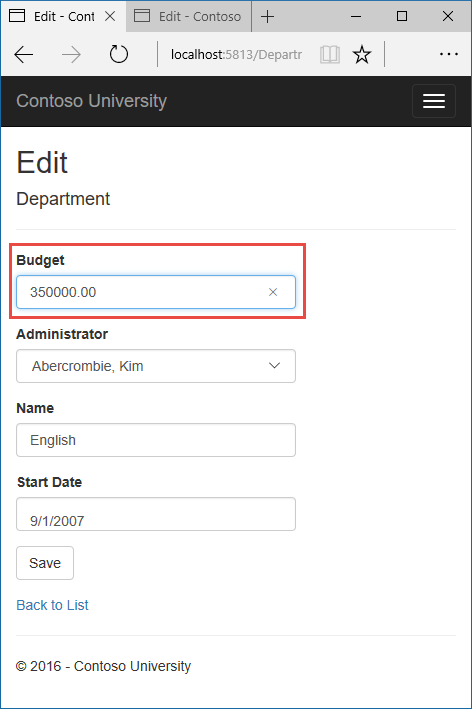 Edit - Cont
Edit - Contoso
localhost:5813/Departr
Contoso University
Edit
Department
Budget
350000.00
Administrator
Abercrombie, Kim
Name
English
Start Date
9/1/2007
Save
Back to List
© 2016 - Contoso University